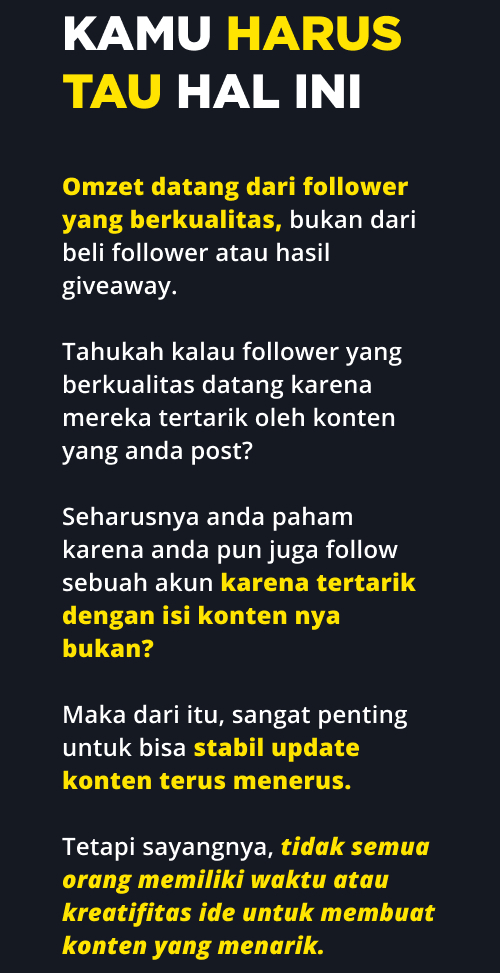 KAMU HARUS
TAU HAL INI
Omzet datang dari follower
yang berkualitas, bukan dari
beli follower atau hasil
giveaway.
Tahukah kalau follower yang
berkualitas datang karena
mereka tertarik oleh konten
yang anda post?
Seharusnya anda paham
karena anda pun juga follow
sebuah akun karena tertarik
dengan isi konten nya
bukan?
Maka dari itu, sangat penting
untuk bisa stabil update
konten terus menerus.
Tetapi sayangnya, tidak semua
orang memiliki waktu atau
kreatifitas ide untuk membuat
konten yang menarik.